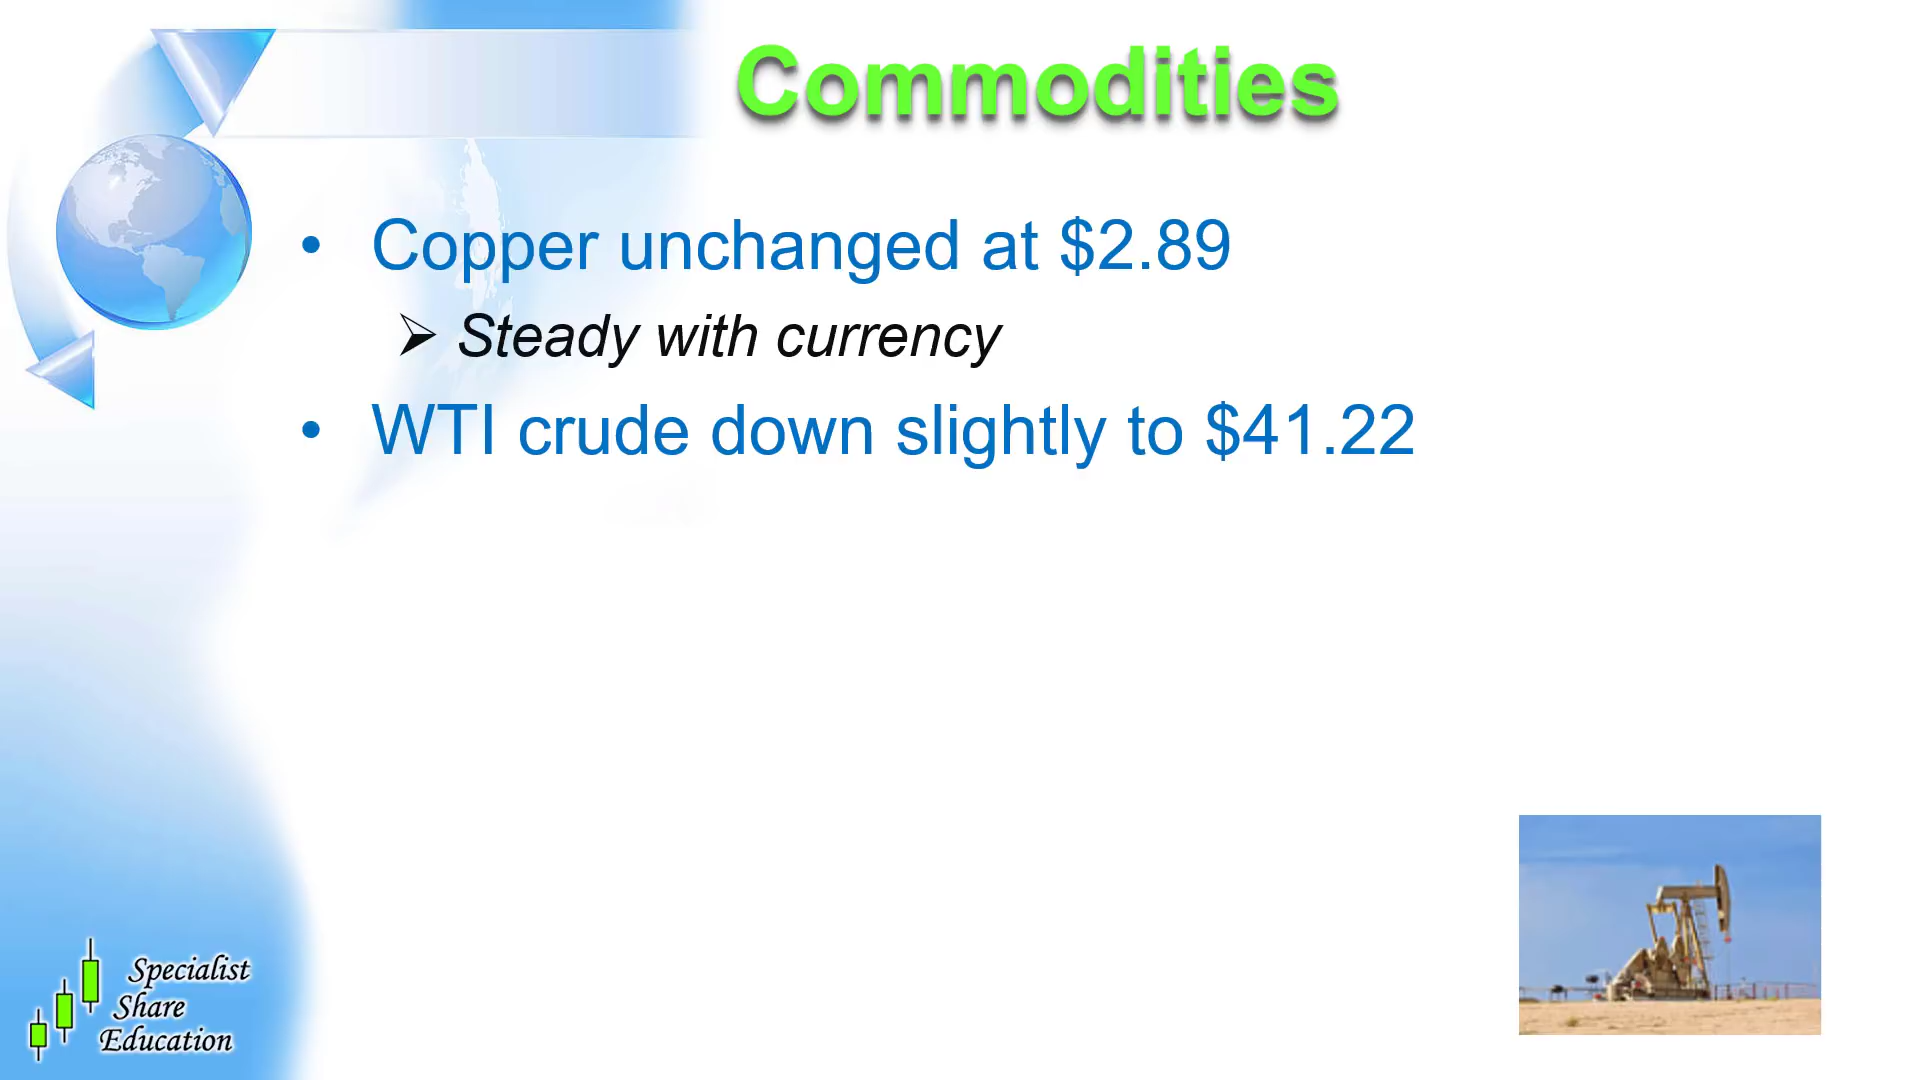 Commodities
• Copper unchanged at $2.89
➢ Steady with currency
• WTI crude down slightly to $41.22
Specialist
Share
Education